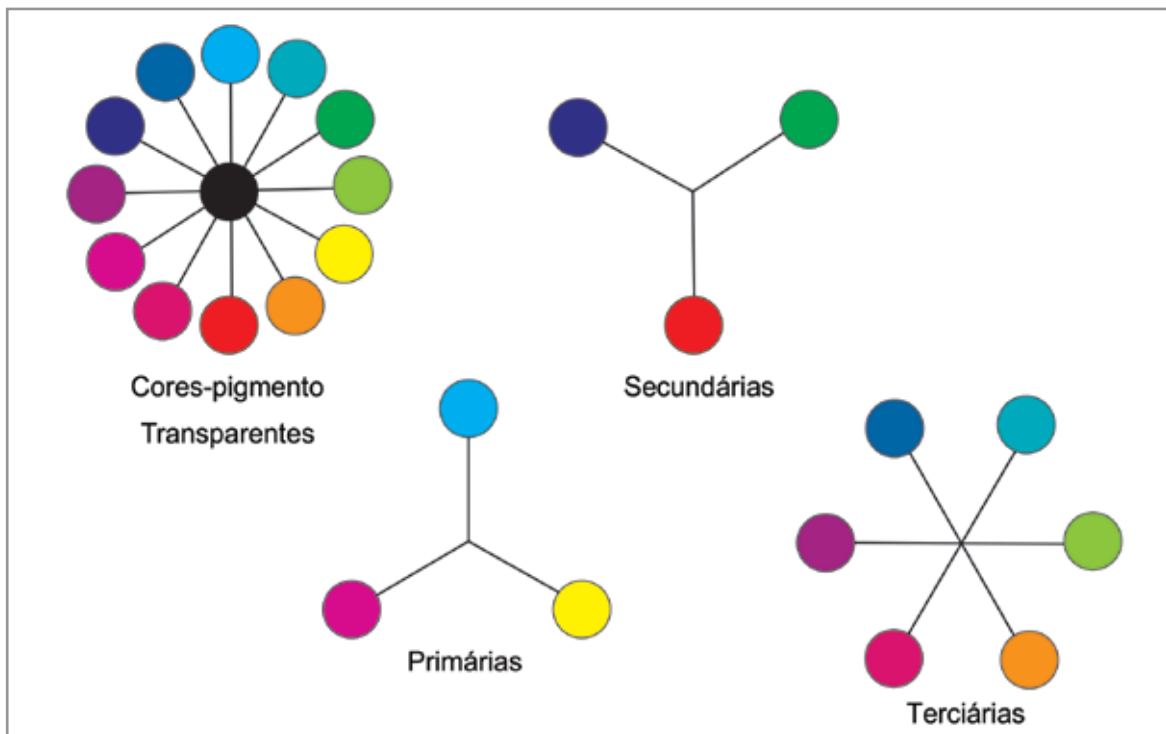 Cores-pigmento
Transparentes
Secundárias
Primárias
Terciárias